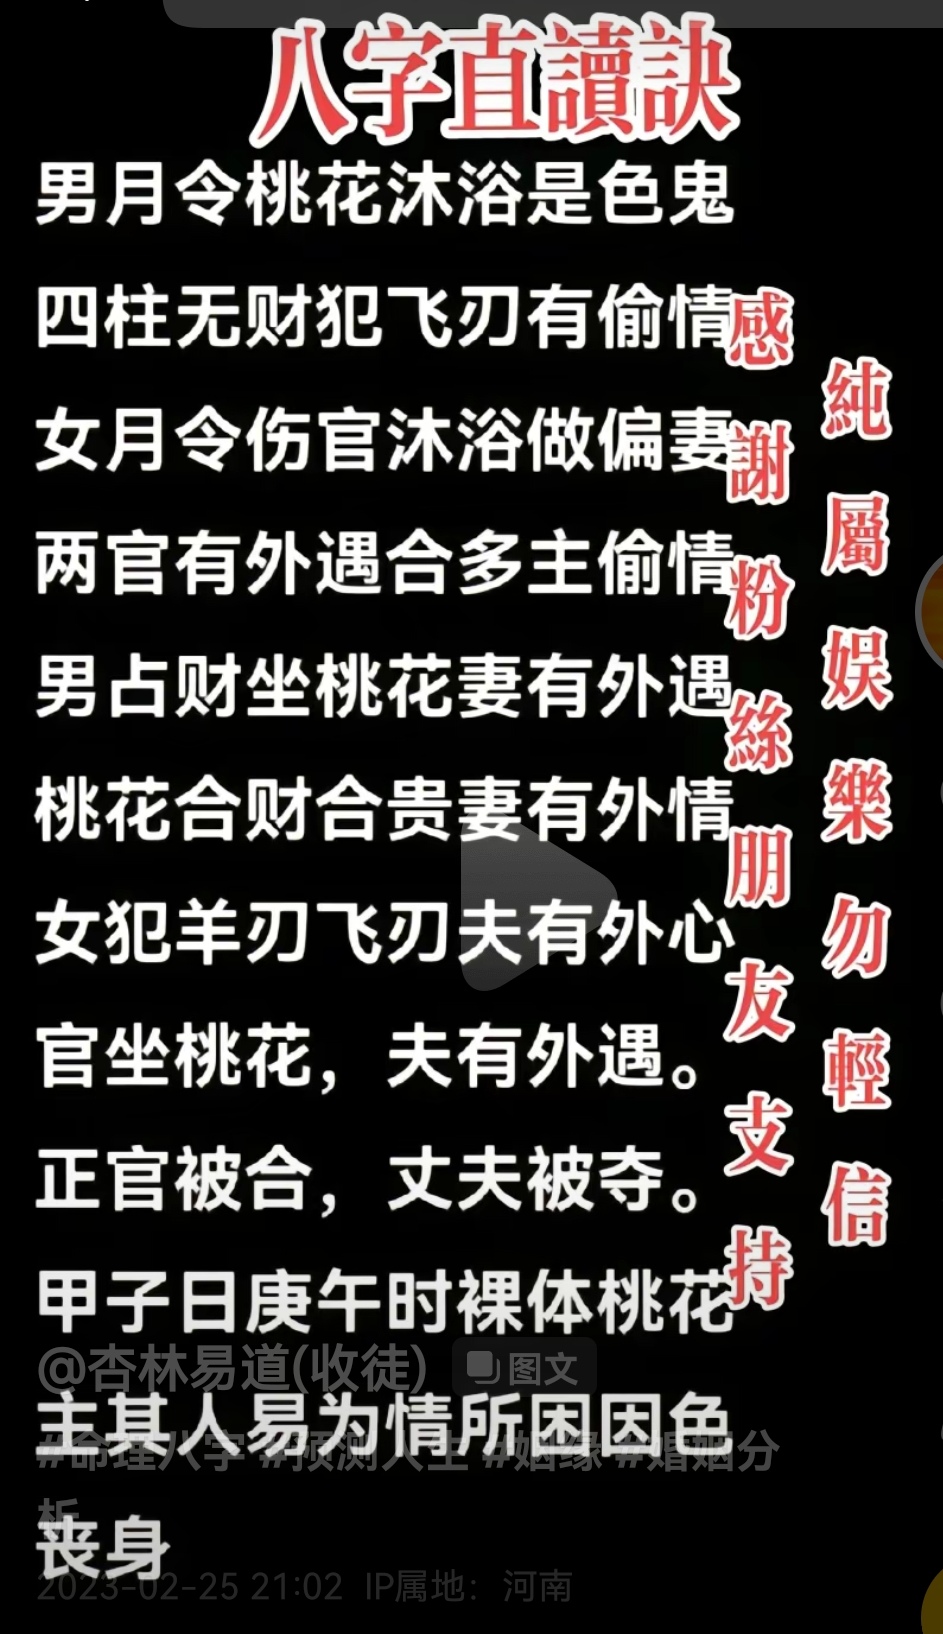 八字直讀訣
男月令桃花沐浴是色鬼
四柱无财犯飞刃有偷情
女月令伤官沐浴做偏妻
两官有外遇合多主偷情
男占财坐桃花妻有外遇
桃花合财合贵妻有外情
女犯羊刃飞刃夫有外心
官坐桃花，夫有外遇。
正官被合，丈夫被夺。
甲子日庚午时裸体桃花
主其人易为情所困因色
丧身
感謝粉絲朋友支持
純屬娱樂勿輕信
@杏林易道(收徒) 图文
#命理八字 #预测人生 #姻缘 #婚姻分
析
2023-02-25 21:02 IP属地：河南